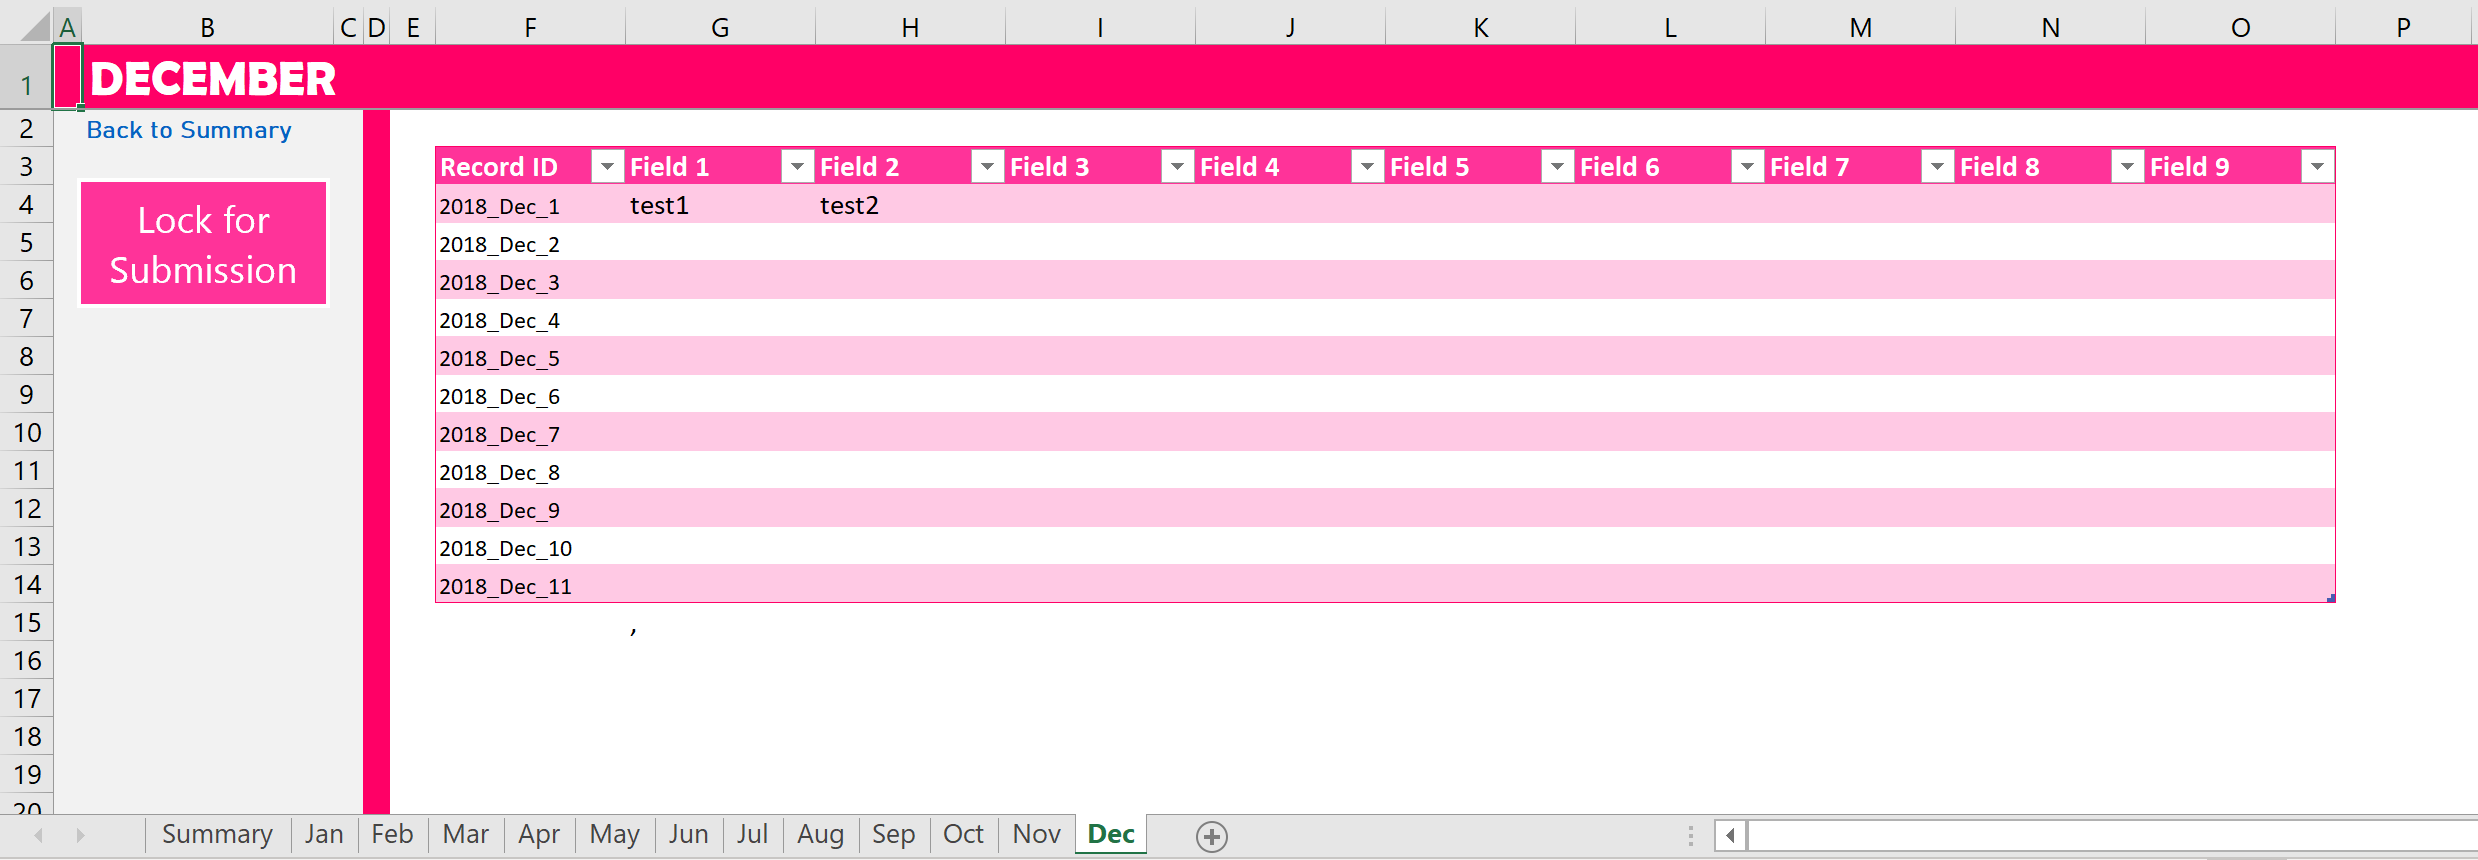 A B C D E F G H I J K L M N O P
1 DECEMBER
2 Back to Summary
3 Record ID Field 1 Field 2 Field 3 Field 4 Field 5 Field 6 Field 7 Field 8 Field 9
Lock for
Submission
4 2018_Dec_1 test1 test2
5 2018_Dec_2
6 2018_Dec_3
7 2018_Dec_4
8 2018_Dec_5
9 2018_Dec_6
10 2018_Dec_7
11 2018_Dec_8
12 2018_Dec_9
13 2018_Dec_10
14 2018_Dec_11
15 ,
16
17
18
19
20
Summary Jan Feb Mar Apr May Jun Jul Aug Sep Oct Nov Dec